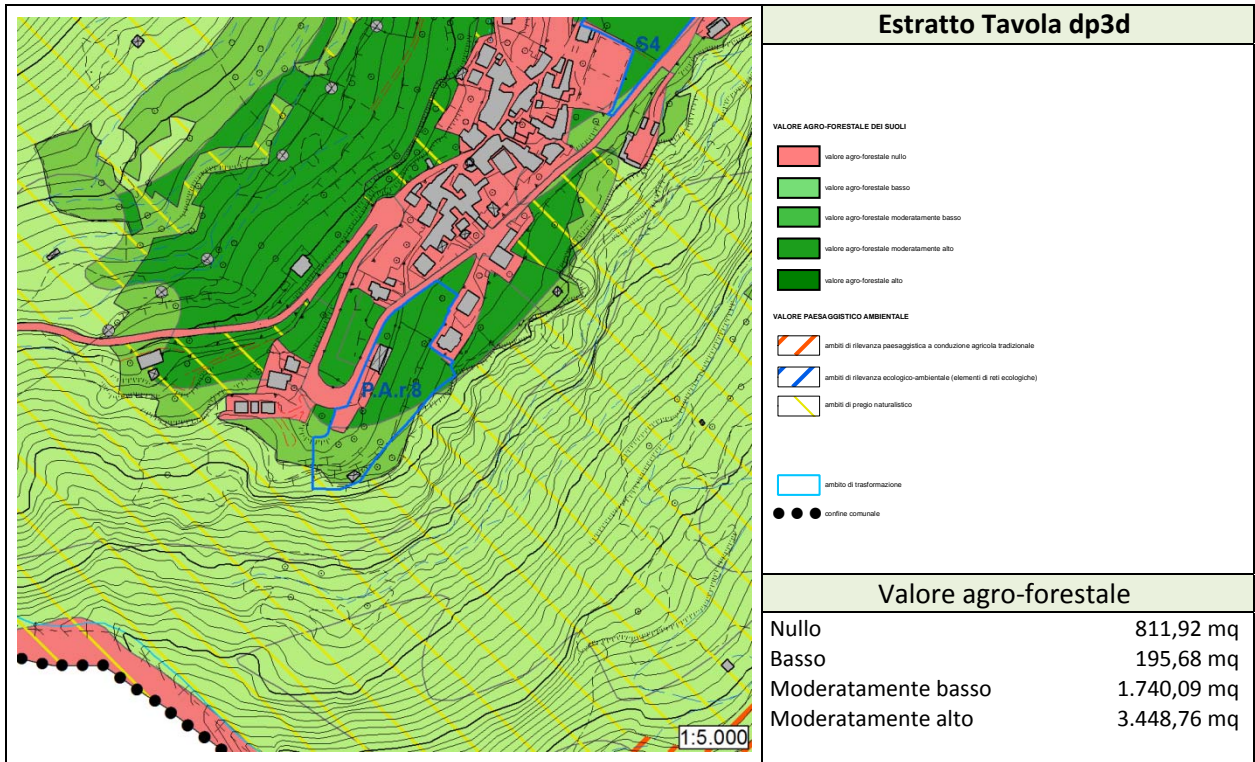 S4
P.A.r.8
1:5.000
Estratto Tavola dp3d
VALORE AGRO-FORESTALE DEI SUOLI
valore agro-forestale nullo
valore agro-forestale basso
valore agro-forestale moderatamente basso
valore agro-forestale moderatamente alto
valore agro-forestale alto
VALORE PAESAGGISTICO AMBIENTALE
ambiti di rilevanza paesaggistica a conduzione agricola tradizionale
ambiti di rilevanza ecologico-ambientale (elementi di reti ecologiche)
ambiti di pregio naturalistico
ambito di trasformazione
confine comunale
Valore agro-forestale
Nullo 811,92 mq
Basso 195,68 mq
Moderatamente basso 1.740,09 mq
Moderatamente alto 3.448,76 mq